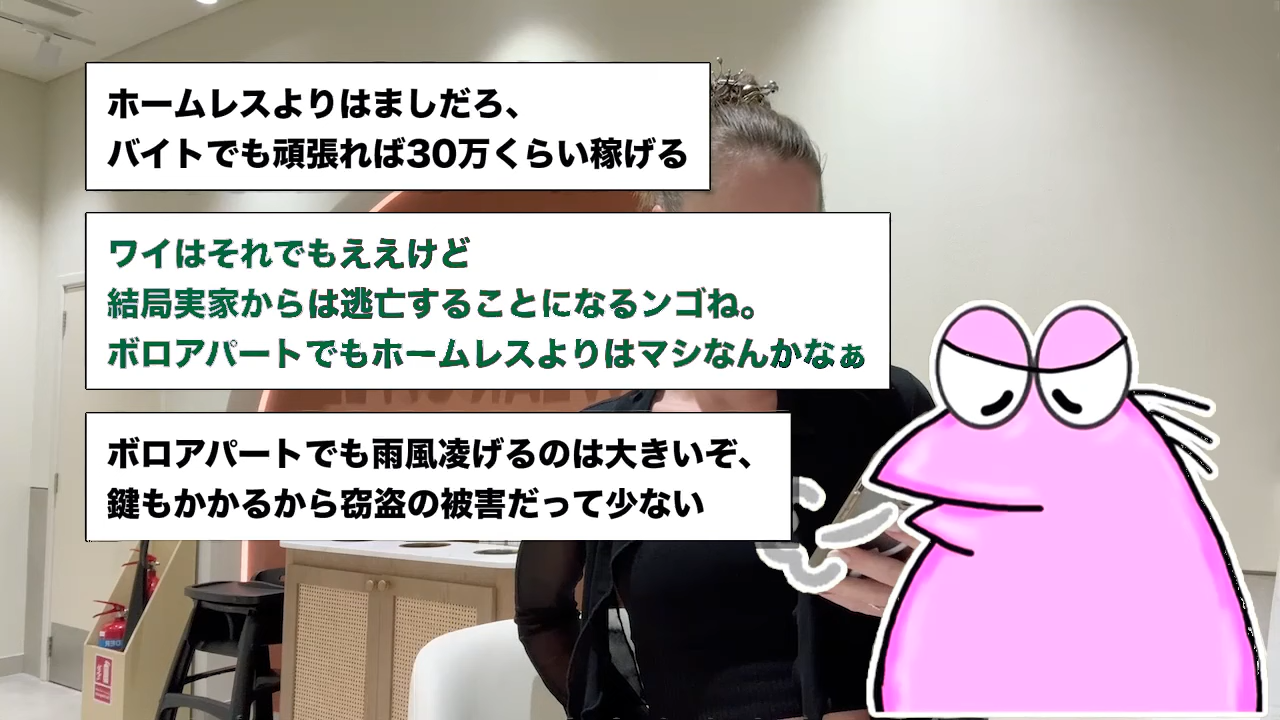 ホームレスよりはましだろ、
バイトでも頑張れば30万くらい稼げる
ワイはそれでもええけど
結局実家からは逃亡することになるンゴね。
ボロアパートでもホームレスよりはマシなんかなぁ
ボロアパートでも雨風凌げるのは大きいぞ、
鍵もかかるから窃盗の被害だって少ない